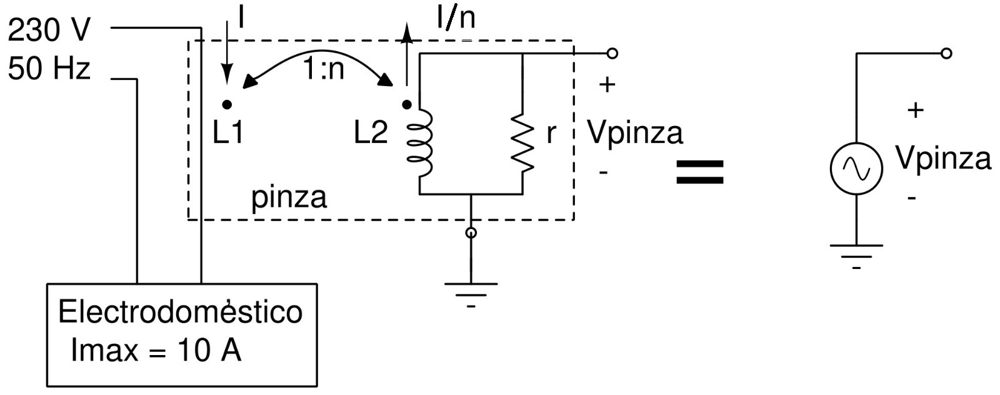 230 V
50 Hz
I
I/n
1:n
L1
L2
r
+
Vpinza
-
pinza
+
Vpinza
-
Electrodoméstico
Imax = 10 A